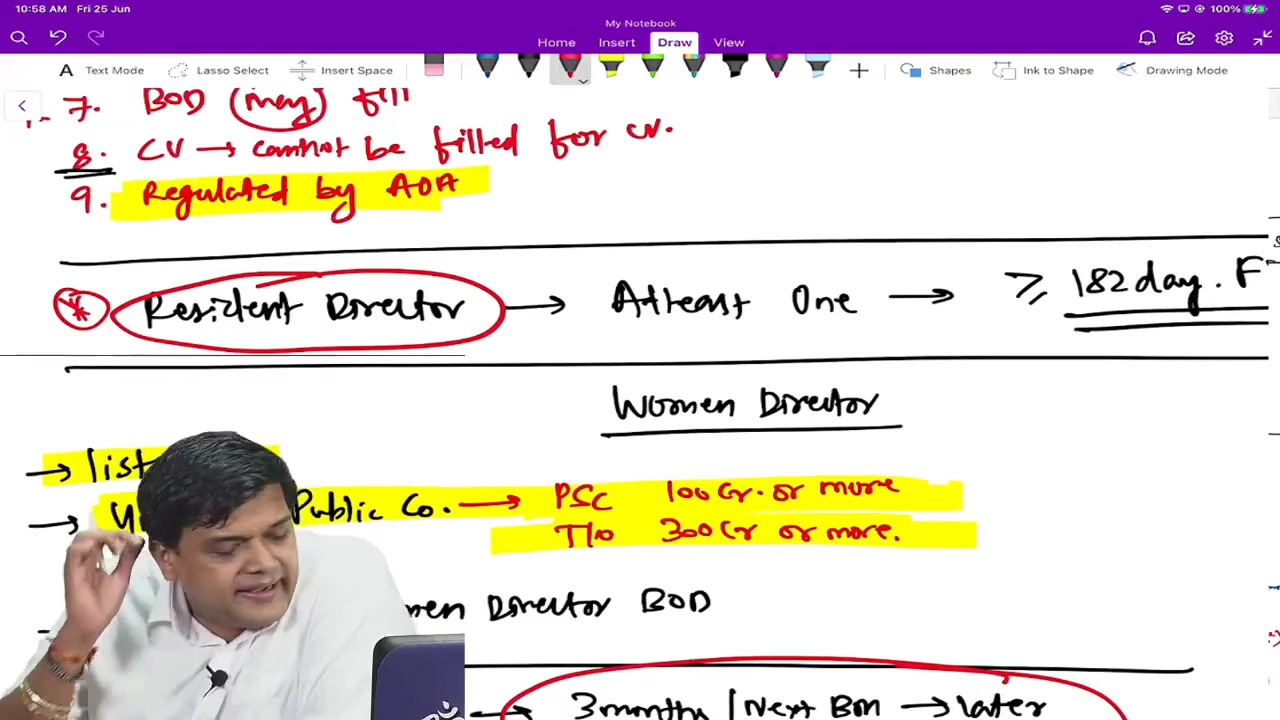 10:58 AM Fri 25 Jun
100%
My Notebook
Home Insert Draw View
Text Mode Lasso Select Insert Space Shapes Ink to Shape Drawing Mode
7. BOD (may) fill
8. CV → cannot be filled for cv.
9. Regulated by AOA
* Resident Director → Atleast One → ≥ 182 day. F
Women Director
→ list
→ Public Co. → PSC 100 Cr. or more
T/o 300 Cr or more.
men Director BOD
→ 3 months / Next BM → later